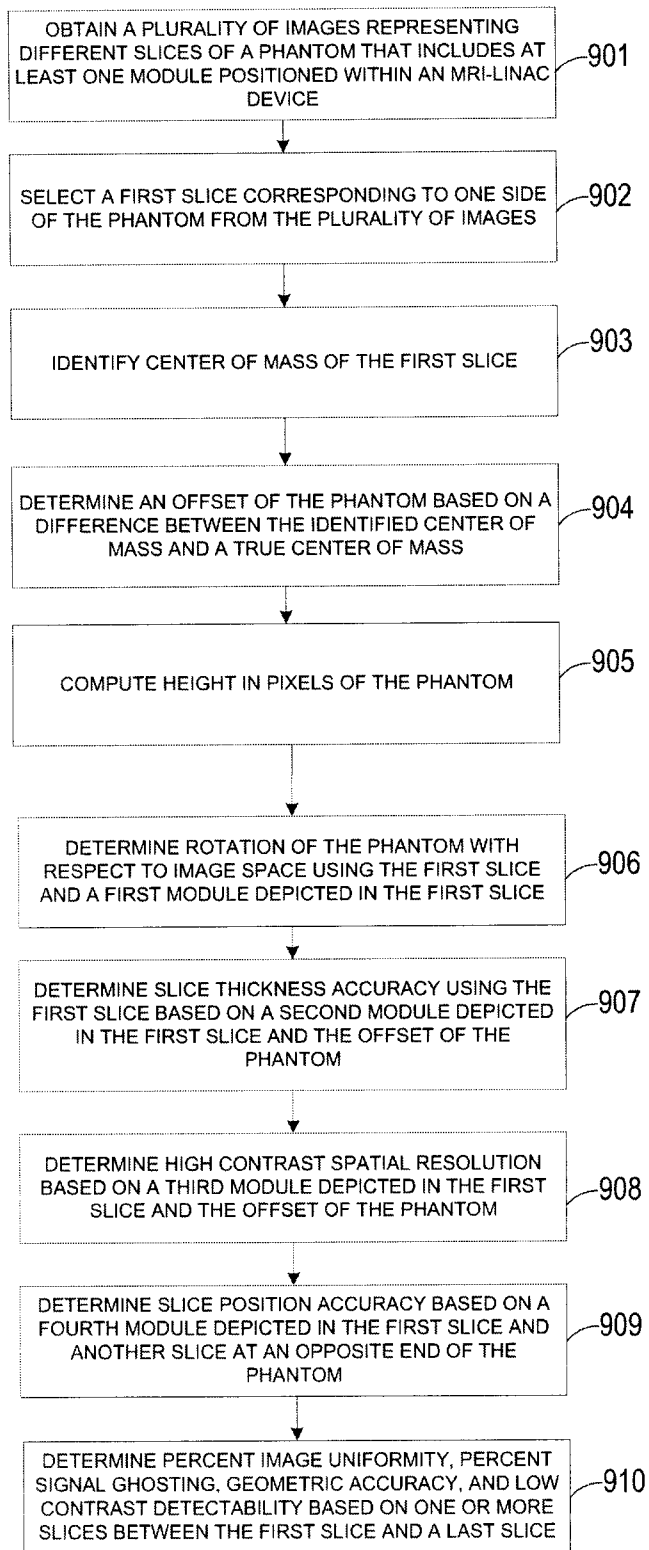 OBTAIN A PLURALITY OF IMAGES REPRESENTING
DIFFERENT SLICES OF A PHANTOM THAT INCLUDES AT
LEAST ONE MODULE POSITIONED WITHIN AN MRI-LINAC
DEVICE
901
SELECT A FIRST SLICE CORRESPONDING TO ONE SIDE
OF THE PHANTOM FROM THE PLURALITY OF IMAGES
902
IDENTIFY CENTER OF MASS OF THE FIRST SLICE
903
DETERMINE AN OFFSET OF THE PHANTOM BASED ON A
DIFFERENCE BETWEEN THE IDENTIFIED CENTER OF
MASS AND A TRUE CENTER OF MASS
904
COMPUTE HEIGHT IN PIXELS OF THE PHANTOM
905
DETERMINE ROTATION OF THE PHANTOM WITH
RESPECT TO IMAGE SPACE USING THE FIRST SLICE
AND A FIRST MODULE DEPICTED IN THE FIRST SLICE
906
DETERMINE SLICE THICKNESS ACCURACY USING THE
FIRST SLICE BASED ON A SECOND MODULE DEPICTED
IN THE FIRST SLICE AND THE OFFSET OF THE
PHANTOM
907
DETERMINE HIGH CONTRAST SPATIAL RESOLUTION
BASED ON A THIRD MODULE DEPICTED IN THE FIRST
SLICE AND THE OFFSET OF THE PHANTOM
908
DETERMINE SLICE POSITION ACCURACY BASED ON A
FOURTH MODULE DEPICTED IN THE FIRST SLICE AND
ANOTHER SLICE AT AN OPPOSITE END OF THE
PHANTOM
909
DETERMINE PERCENT IMAGE UNIFORMITY, PERCENT
SIGNAL GHOSTING, GEOMETRIC ACCURACY, AND LOW
CONTRAST DETECTABILITY BASED ON ONE OR MORE
SLICES BETWEEN THE FIRST SLICE AND A LAST SLICE
910